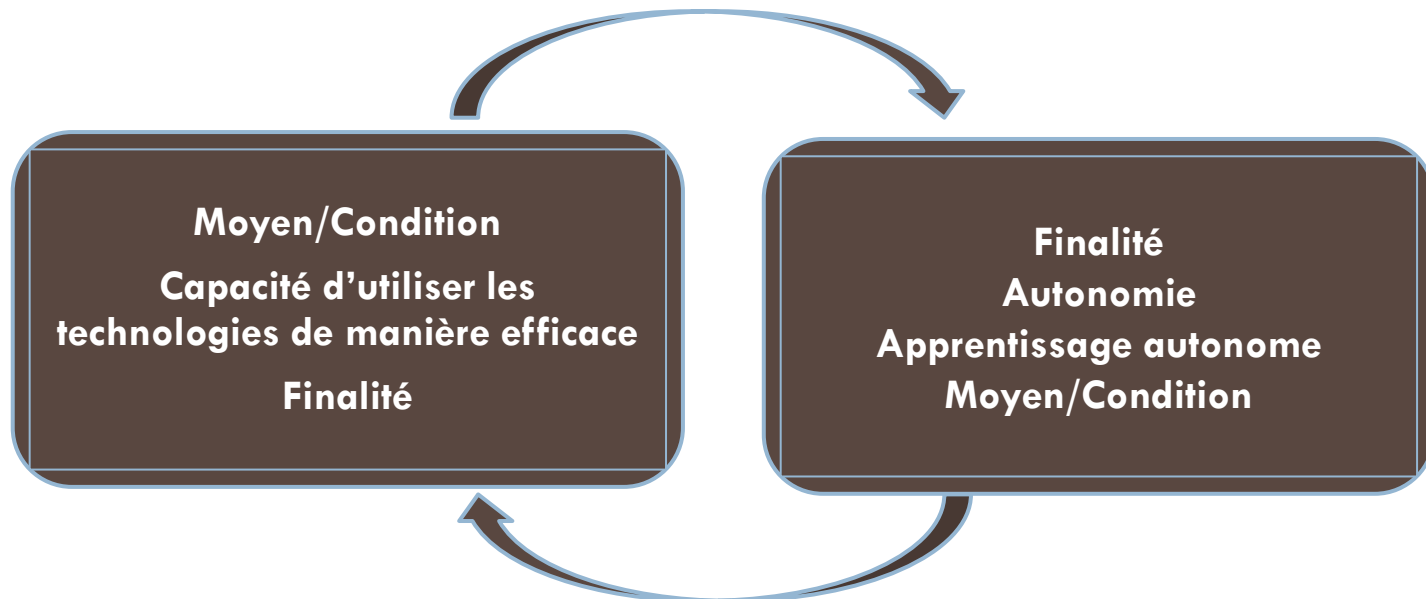 Moyen/Condition
Capacité d’utiliser les
technologies de manière efficace
Finalité
Finalité
Autonomie
Apprentissage autonome
Moyen/Condition